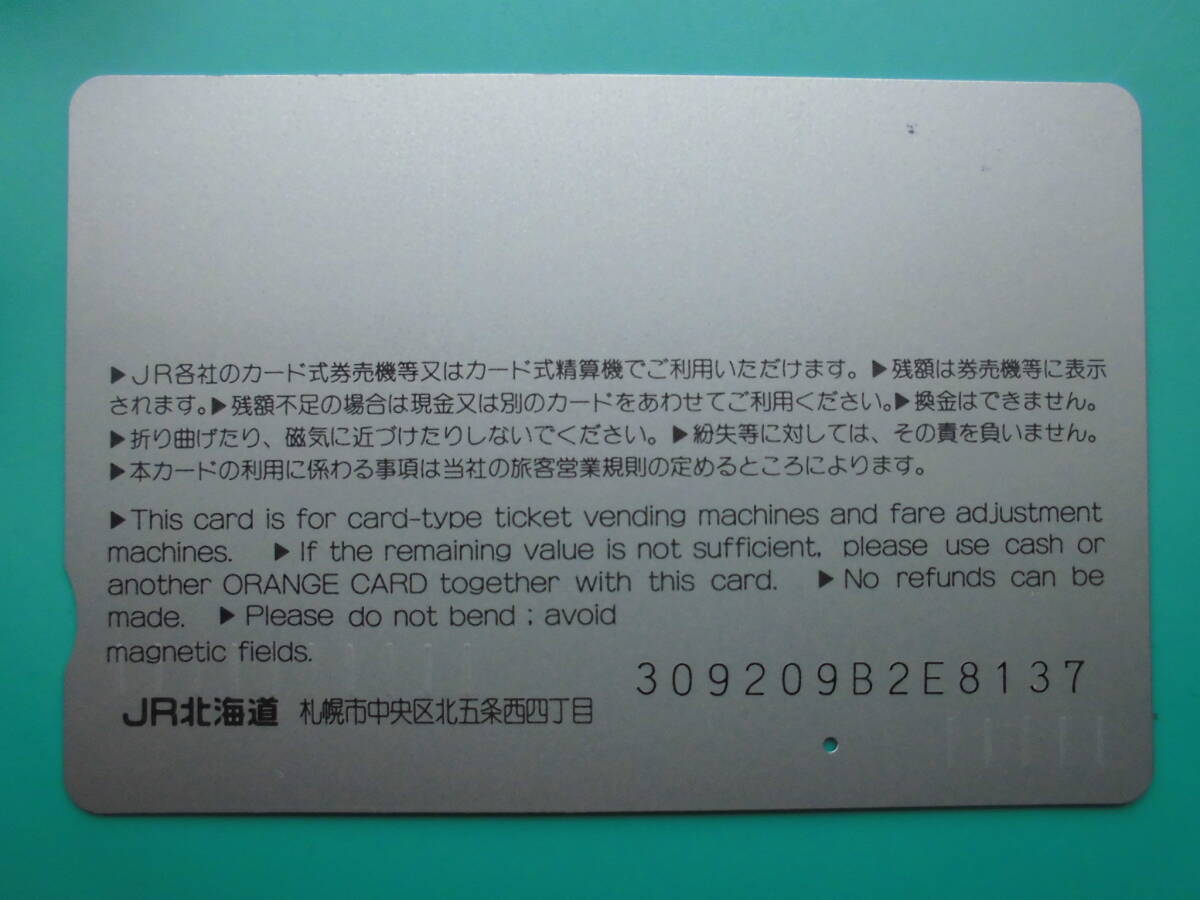 ▶JR各社のカード式券売機等又はカード式精算機でご利用いただけます。▶残額は券売機等に表示
されます。▶残額不足の場合は現金又は別のカードをあわせてご利用ください。▶換金はできません。
▶折り曲げたり、磁気に近づけたりしないでください。▶紛失等に対しては、その責を負いません。
▶本カードの利用に係わる事項は当社の旅客営業規則の定めるところによります。
▶This card is for card-type ticket vending machines and fare adjustment
machines. ▶If the remaining value is not sufficient, please use cash or
another ORANGE CARD together with this card. ▶No refunds can be
made. ▶Please do not bend; avoid
magnetic fields.
309209B2E8137
JR北海道 札幌市中央区北五条西四丁目